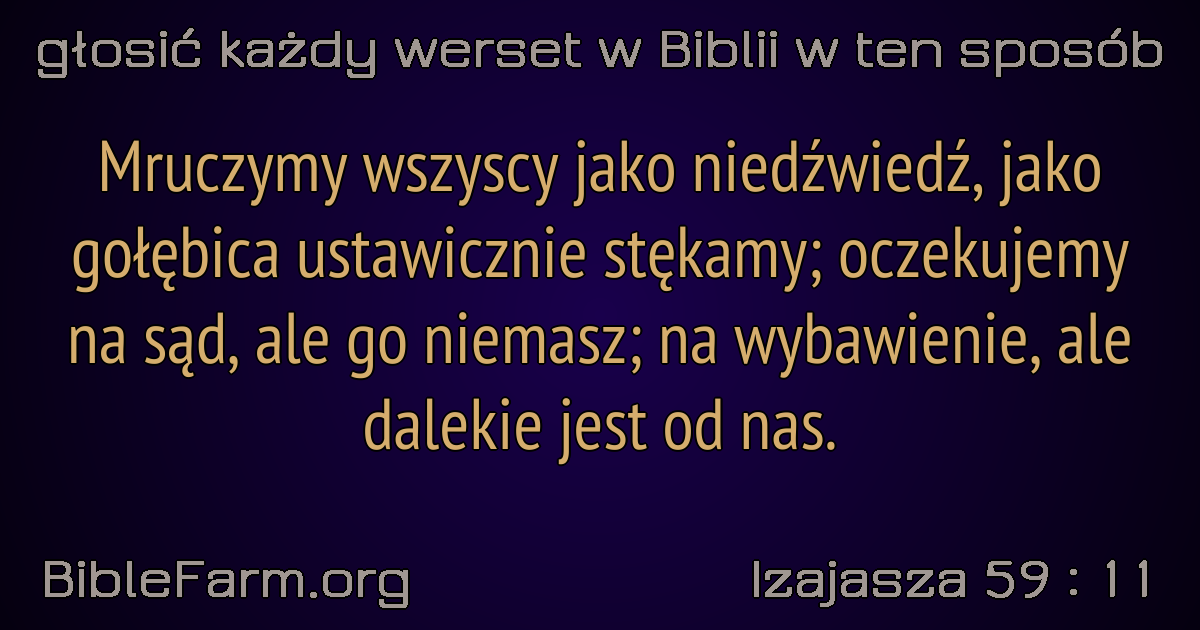 głosić każdy werset w Biblii w ten sposób
Mruczymy wszyscy jako niedźwiedź, jako
gołębica ustawicznie stękamy; oczekujemy
na sąd, ale go niemasz; na wybawienie, ale
dalekie jest od nas.
BibleFarm.org
Izajasza 59 : 11